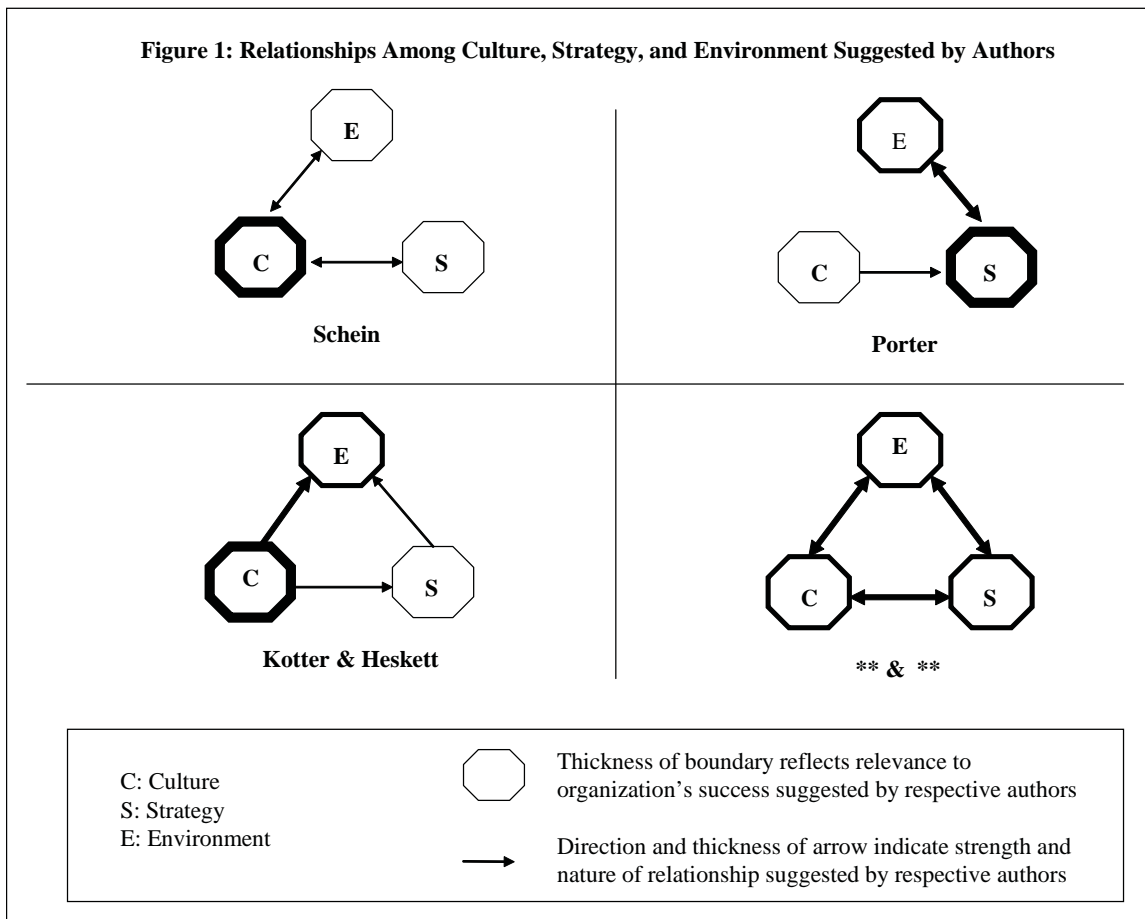 Figure 1: Relationships Among Culture, Strategy, and Environment Suggested by Authors
E
C
S
Schein
E
C
S
Porter
E
C
S
Kotter & Heskett
E
C
S
** & **
C: Culture
S: Strategy
E: Environment
Thickness of boundary reflects relevance to
organization's success suggested by respective authors
Direction and thickness of arrow indicate strength and
nature of relationship suggested by respective authors